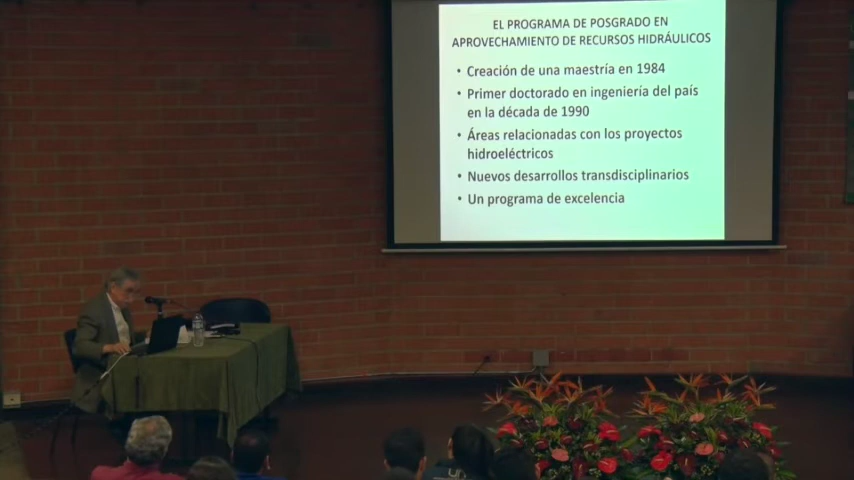 EL PROGRAMA DE POSGRADO EN
APROVECHAMIENTO DE RECURSOS HIDRÁULICOS
• Creación de una maestría en 1984
• Primer doctorado en ingeniería del país
en la década de 1990
• Áreas relacionadas con los proyectos
hidroeléctricos
• Nuevos desarrollos transdisciplinarios
• Un programa de excelencia